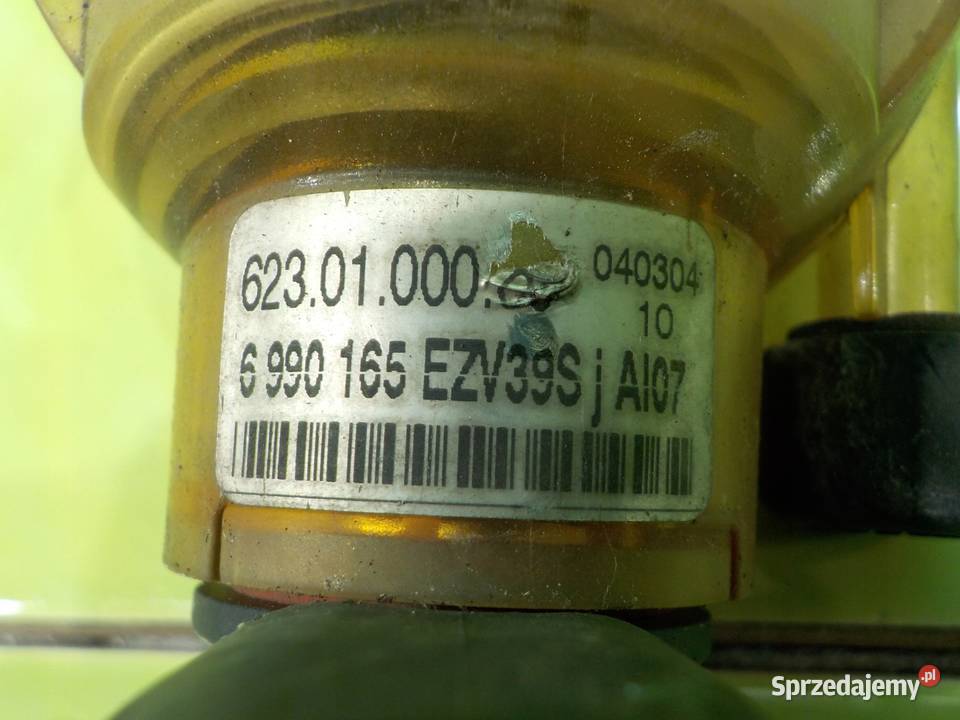 623.01.000. 040304
10
6 990 165 EZV39S j AI07
Sprzedajemy.pl